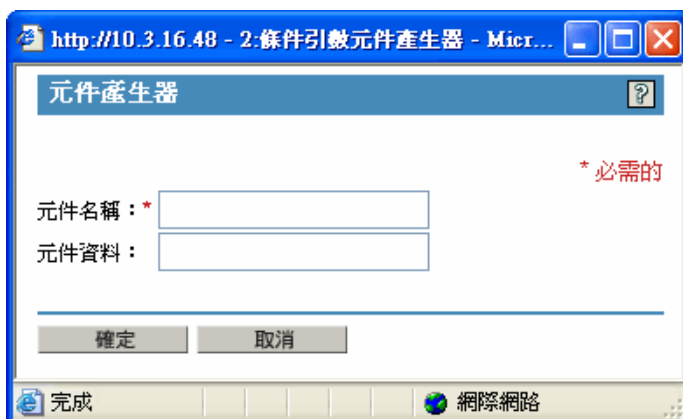 http://10.3.16.48 - 2:條件引數元件產生器 - Micr...
元件產生器
?
* 必需的
元件名稱：*
元件資料：
確定
取消
完成
網際網路